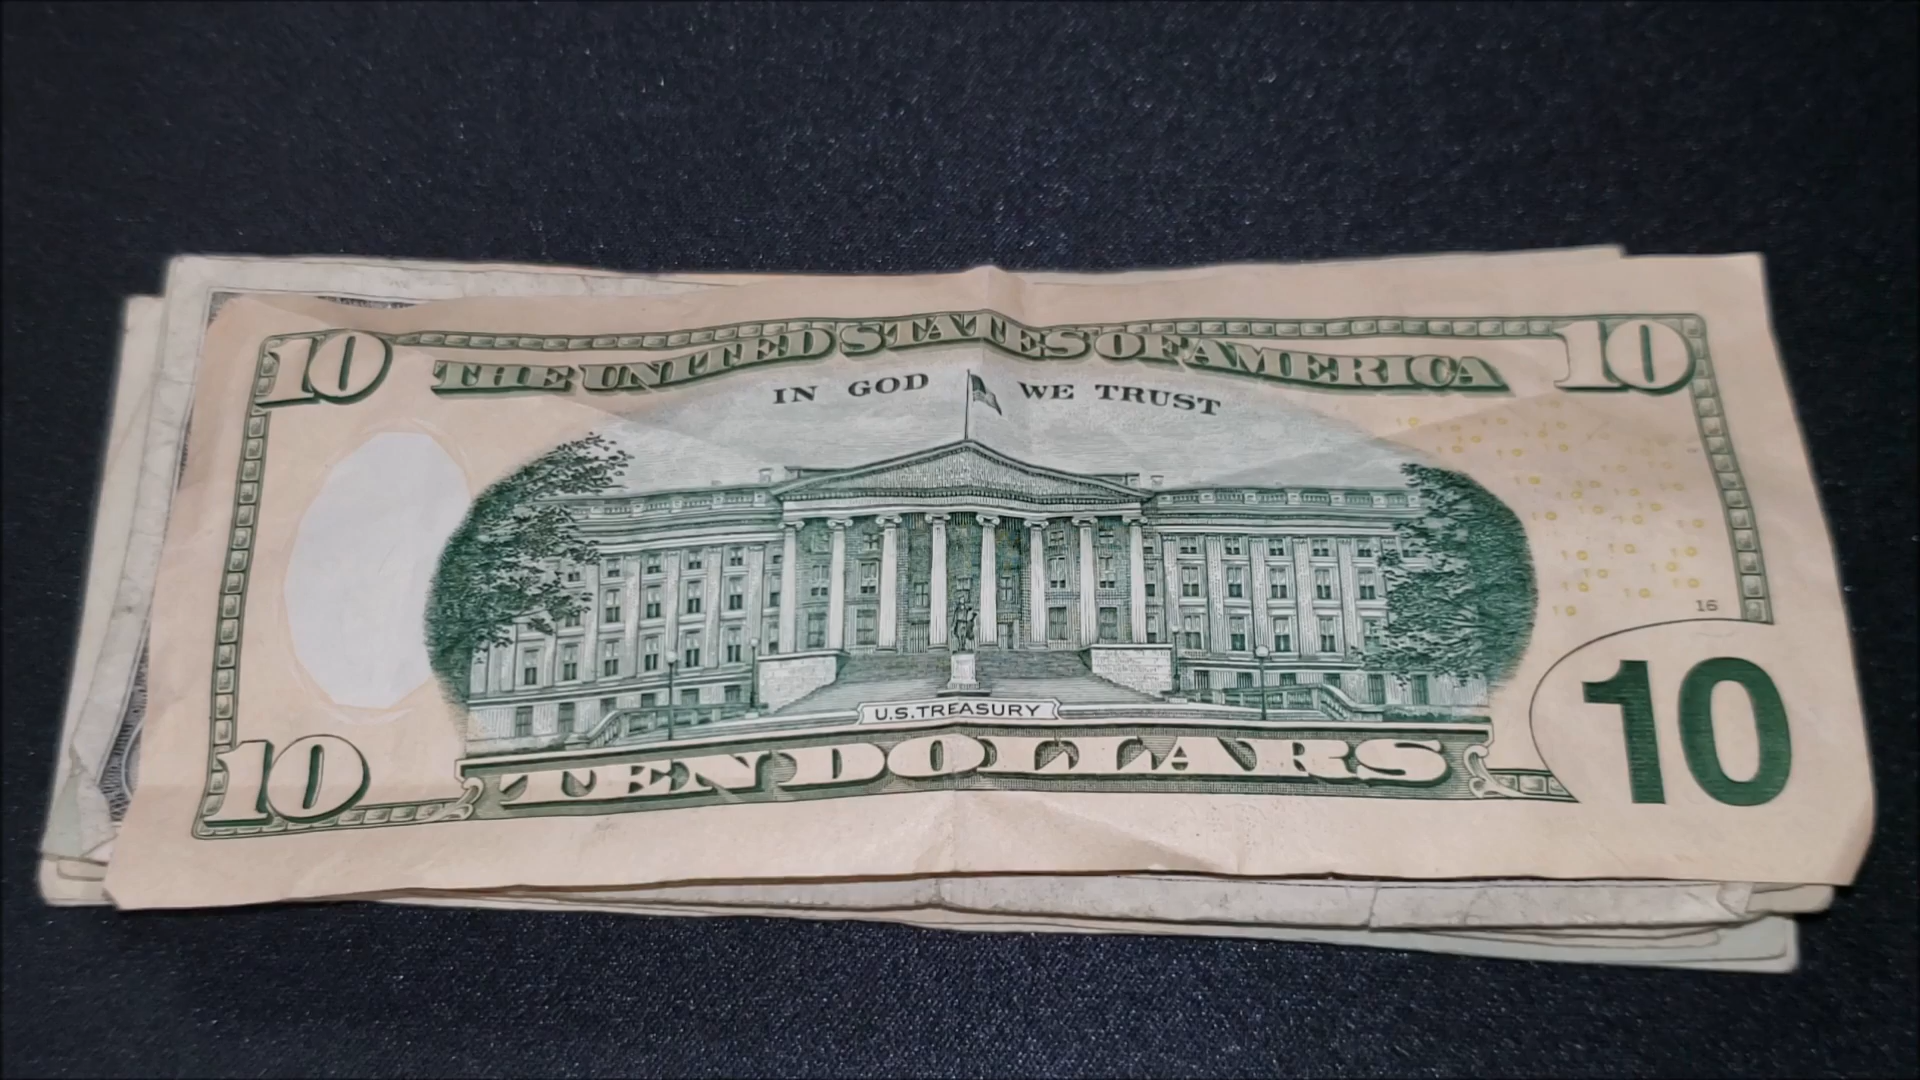 10 THE UNITED STATES OF AMERICA 10
IN GOD WE TRUST
16
U.S. TREASURY
10 TEN DOLLARS 10